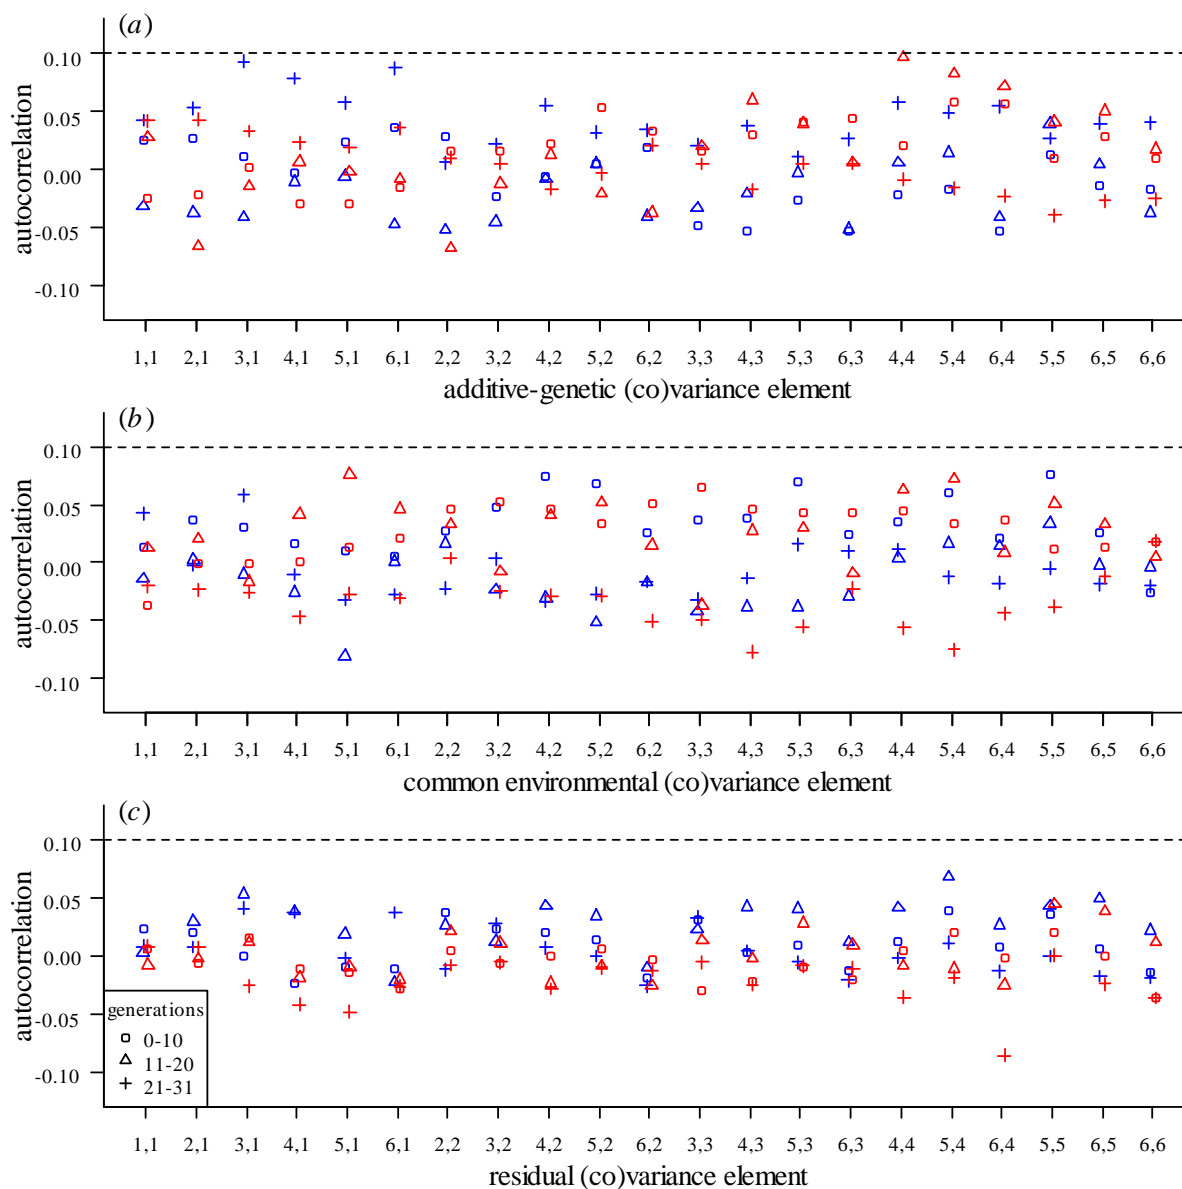 (a)
autocorrelation
0.10
0.05
0.00
-0.05
-0.10
1,1 2,1 3,1 4,1 5,1 6,1 2,2 3,2 4,2 5,2 6,2 3,3 4,3 5,3 6,3 4,4 5,4 6,4 5,5 6,5 6,6
additive-genetic (co)variance element
(b)
autocorrelation
0.10
0.05
0.00
-0.05
-0.10
1,1 2,1 3,1 4,1 5,1 6,1 2,2 3,2 4,2 5,2 6,2 3,3 4,3 5,3 6,3 4,4 5,4 6,4 5,5 6,5 6,6
common environmental (co)variance element
(c)
autocorrelation
0.10
0.05
0.00
-0.05
-0.10
generations
0-10
11-20
21-31
1,1 2,1 3,1 4,1 5,1 6,1 2,2 3,2 4,2 5,2 6,2 3,3 4,3 5,3 6,3 4,4 5,4 6,4 5,5 6,5 6,6
residual (co)variance element